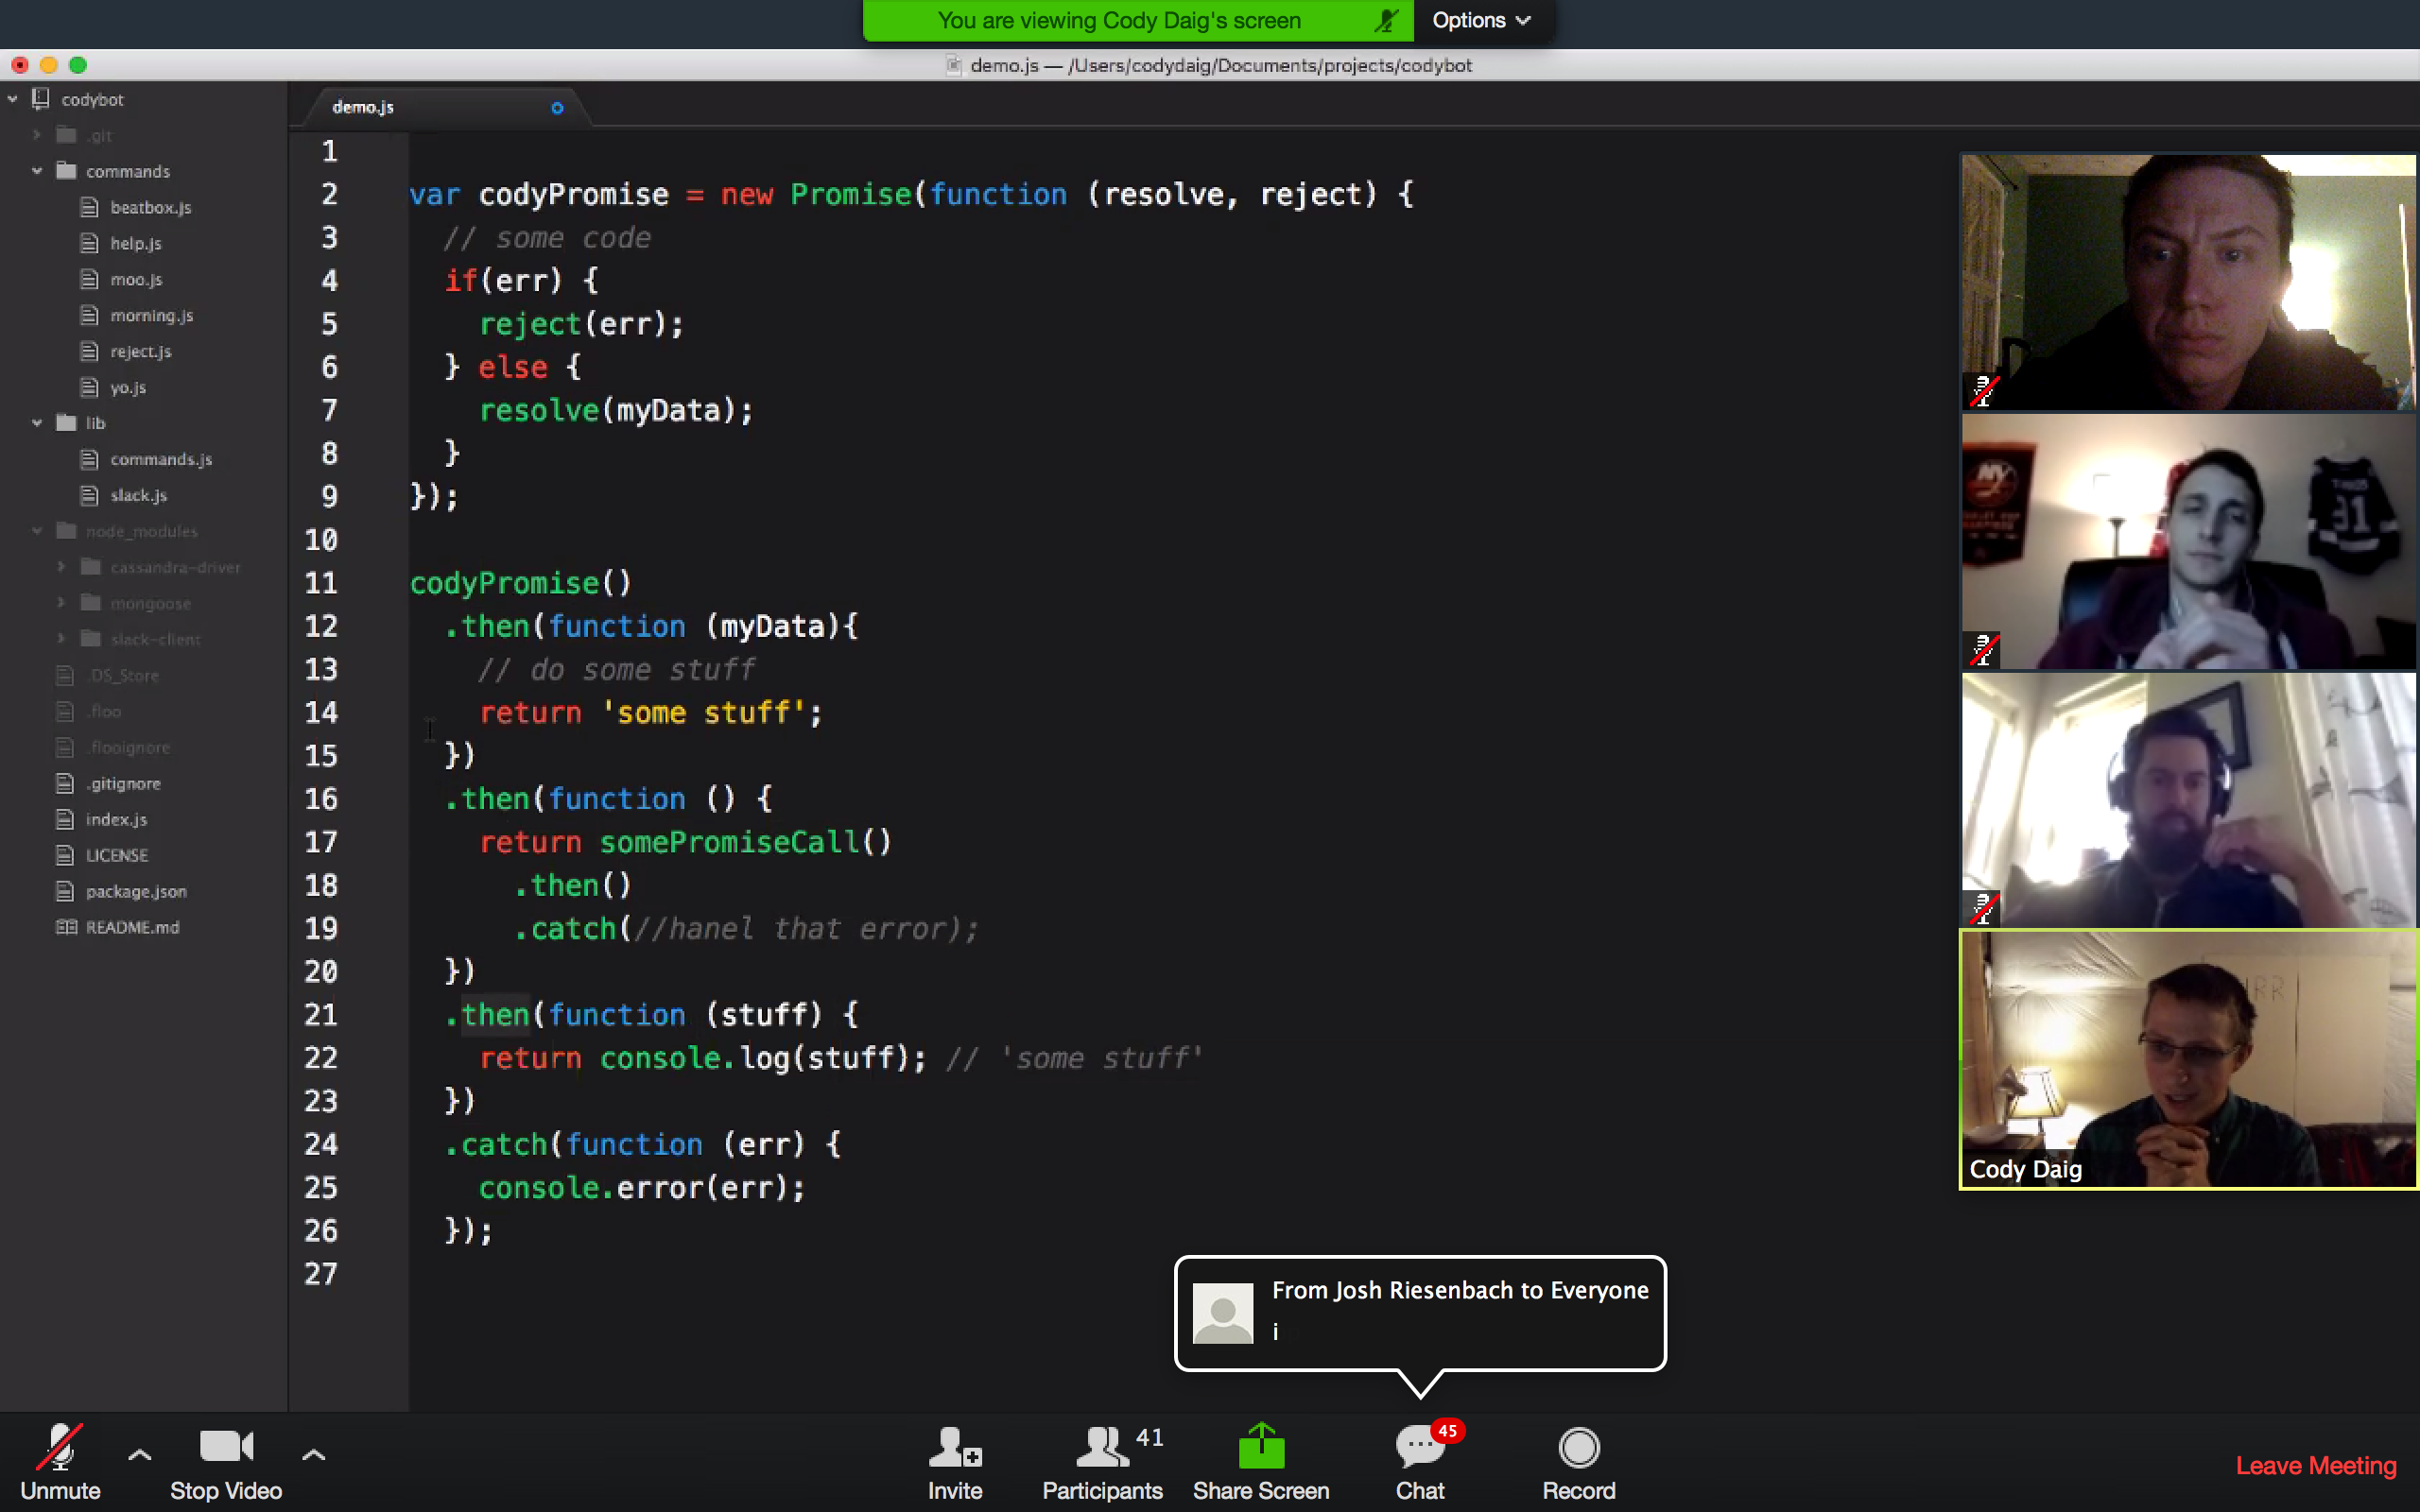 You are viewing Cody Daig's screen
Options
demo.js — /Users/codydaig/Documents/projects/codybot
codybot
.git
commands
beatbox.js
help.js
moo.js
morning.js
reject.js
yo.js
lib
commands.js
slack.js
node_modules
cassandra-driver
mongoose
slack-client
.DS_Store
.floo
.flooignore
.gitignore
index.js
LICENSE
package.json
README.md
demo.js
1
2 var codyPromise = new Promise(function (resolve, reject) {
3 // some code
4 if(err) {
5 reject(err);
6 } else {
7 resolve(myData);
8 }
9 });
10
11 codyPromise()
12 .then(function (myData){
13 // do some stuff
14 return 'some stuff';
15 })
16 .then(function () {
17 return somePromiseCall()
18 .then()
19 .catch(//hanel that error);
20 })
21 .then(function (stuff) {
22 return console.log(stuff); // 'some stuff'
23 })
24 .catch(function (err) {
25 console.error(err);
26 });
27
31
Cody Daig
From Josh Riesenbach to Everyone
i
Unmute
Stop Video
Invite
41
Participants
Share Screen
45
Chat
Record
Leave Meeting